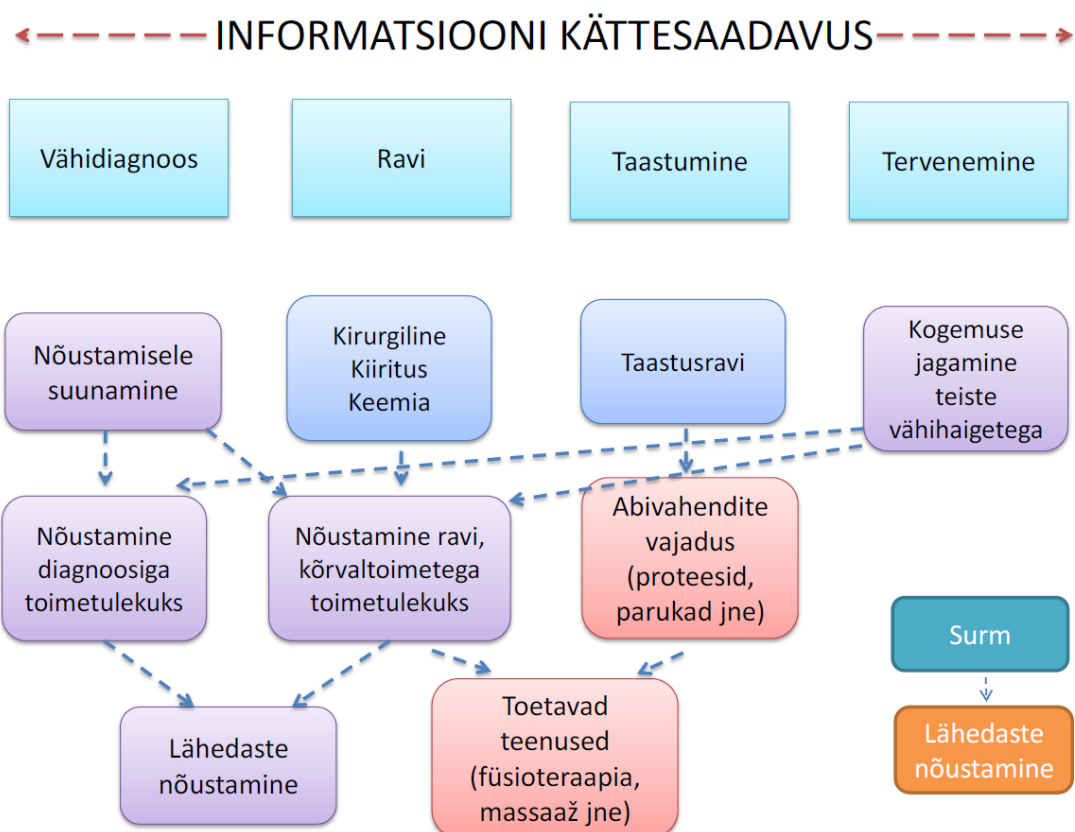 INFORMATSIOONI KÄTTESAADAVUS
Vähidiagnoos
Ravi
Taastumine
Tervenemine
Nõustamisele
suunamine
Kirurgiline
Kiiritus
Keemia
Taastusravi
Kogemuse
jagamine
teiste
vähihaigetega
Nõustamine
diagnoosiga
toimetulekuks
Nõustamine ravi,
kõrvaltoimetega
toimetulekuks
Abivahendite
vajadus
(proteesid,
parukad jne)
Surm
Lähedaste
nõustamine
Toetavad
teenused
(füsioteraapia,
massaaž jne)
Lähedaste
nõustamine